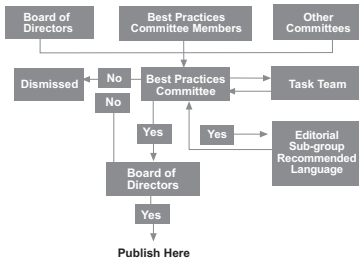 Board of
Directors
Best Practices
Committee Members
Other
Committees
Dismissed
No
Best Practices
Committee
Task Team
No
Yes
Yes
Editorial
Sub-group
Recommended
Language
Board of
Directors
Yes
Publish Here